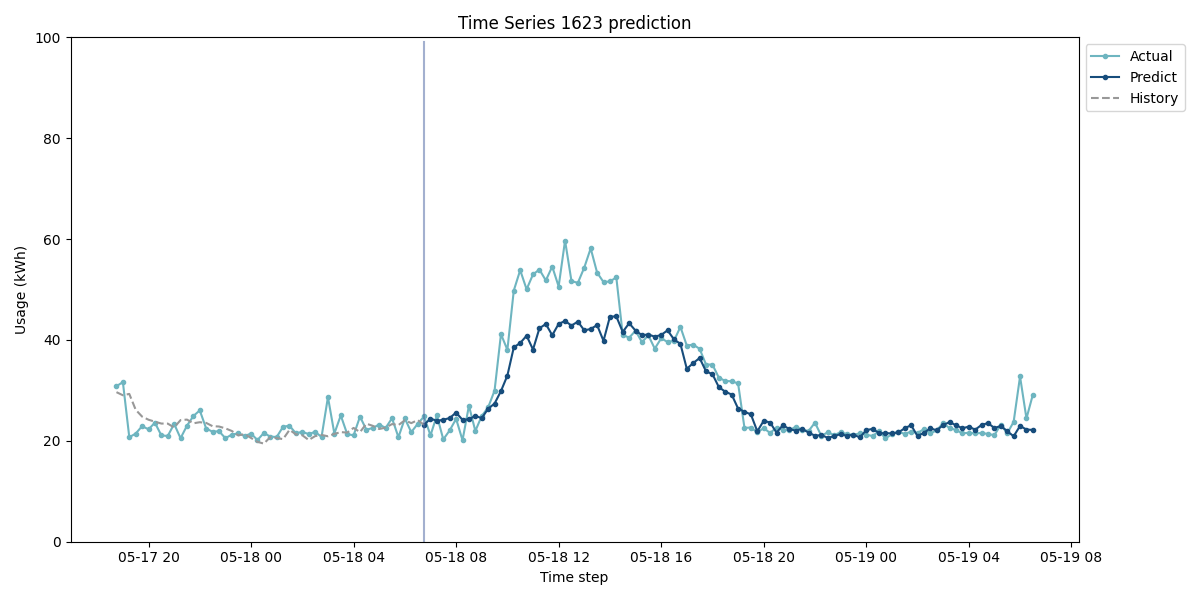 Time Series 1623 prediction
100
80
60
40
20
0
Usage (kWh)
05-17 20
05-18 00
05-18 04
05-18 08
05-18 12
05-18 16
05-18 20
05-19 00
05-19 04
05-19 08
Time step
Actual
Predict
History